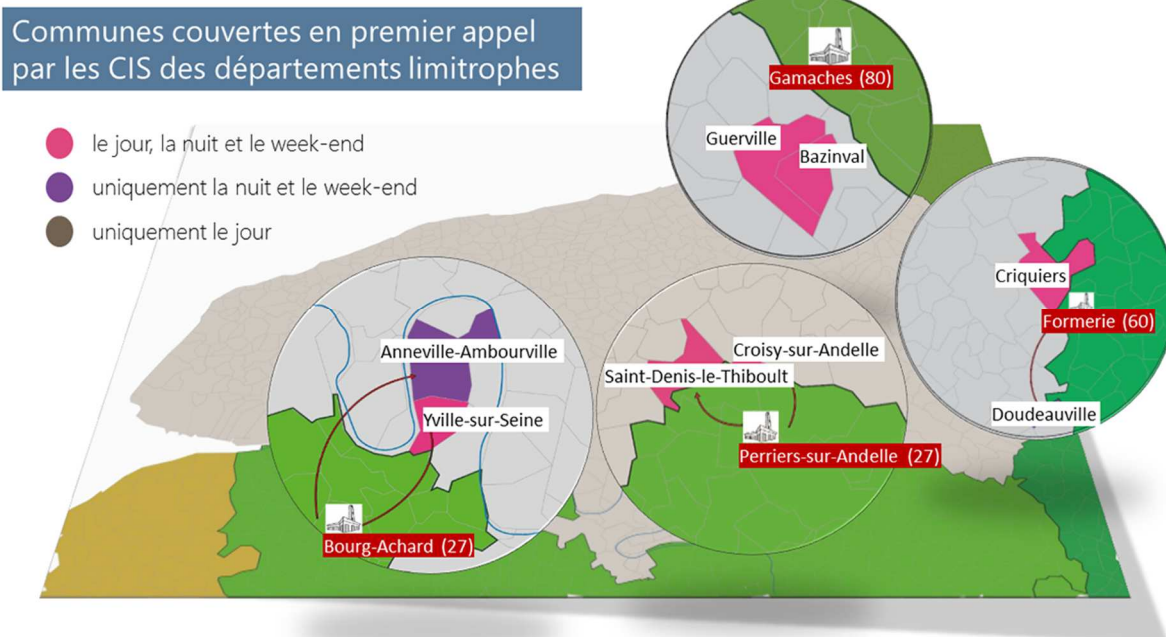 Communes couvertes en premier appel
par les CIS des départements limitrophes
le jour, la nuit et le week-end
uniquement la nuit et le week-end
uniquement le jour
Gamaches (80)
Guerville
Bazinval
Criquiers
Formerie (60)
Doudeauville
Anneville-Ambourville
Yville-sur-Seine
Bourg-Achard (27)
Croisy-sur-Andelle
Saint-Denis-le-Thiboult
Perriers-sur-Andelle (27)